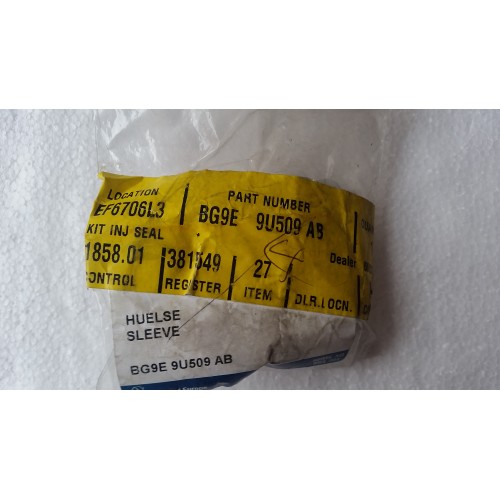 LOCATION PART NUMBER
EF6706L3 BG9E 9U509 AB
KIT INJ SEAL Dealer
1858.01 381549 27
CONTROL REGISTER ITEM DLR.LOCN.
HUELSE
SLEEVE
BG9E 9U509 AB